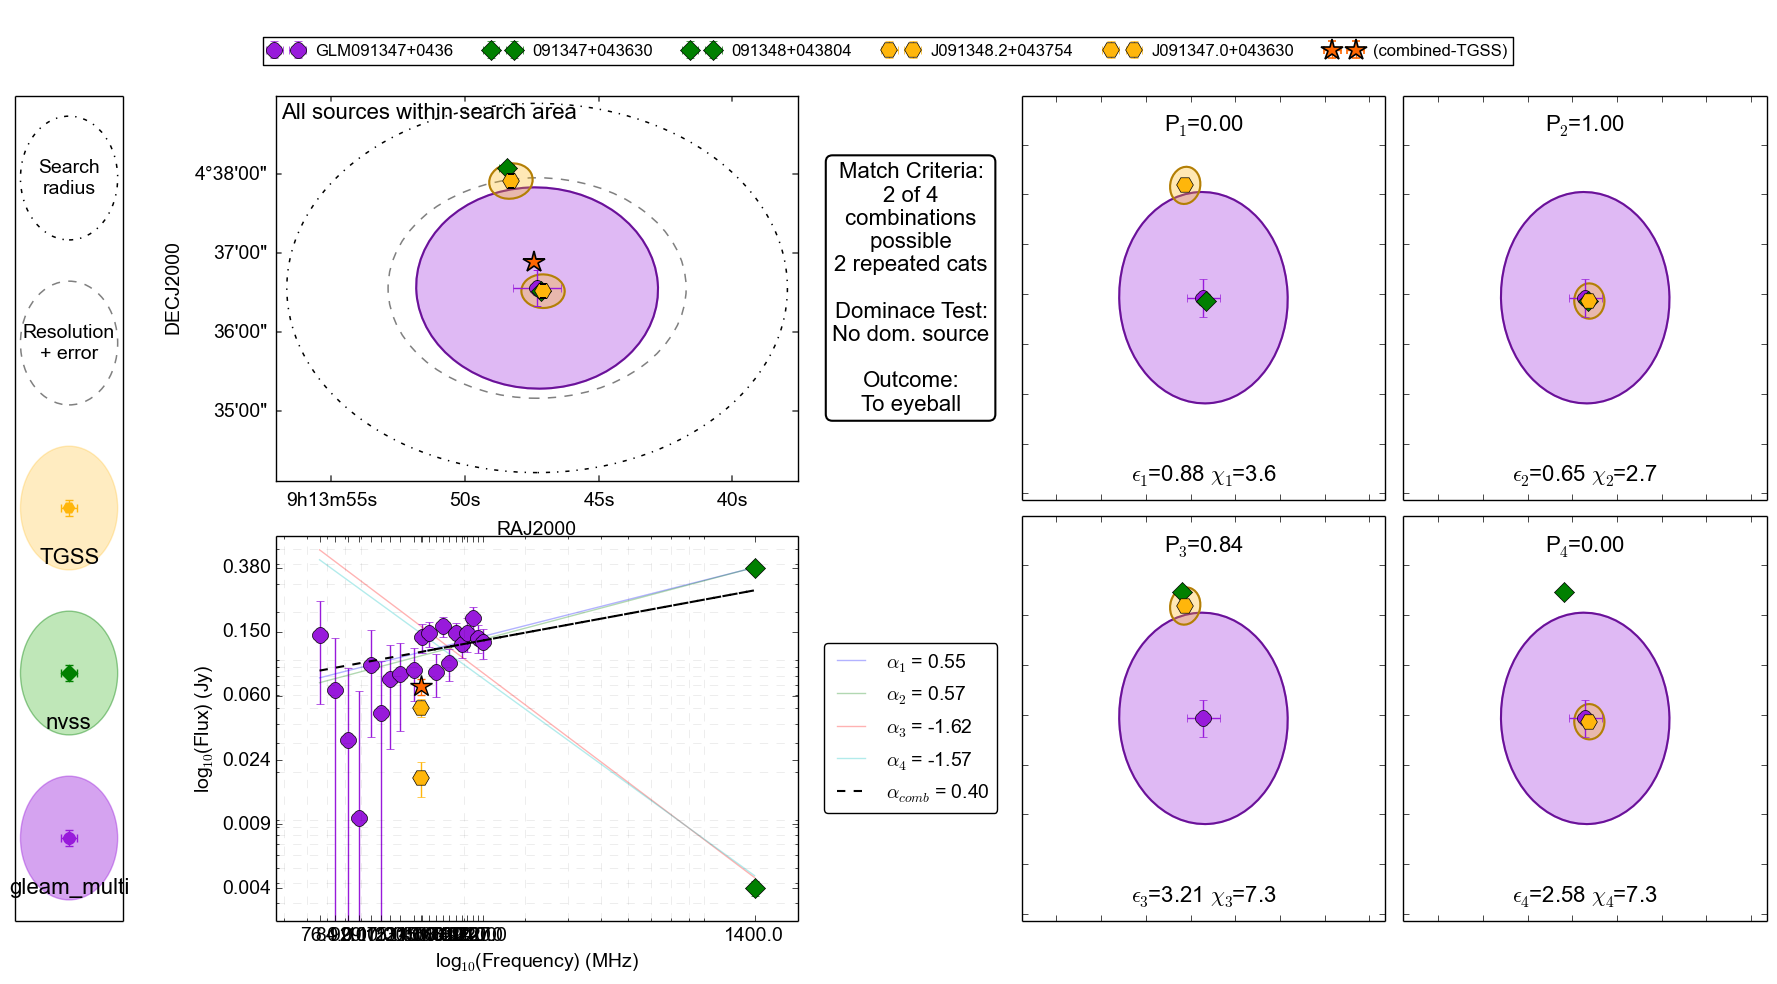 GLM091347+0436 091347+043630 091348+043804 J091348.2+043754 J091347.0+043630 (combined-TGSS)
Search
radius
Resolution
+ error
TGSS
nvss
gleam_multi
All sources within search area
4°38'00"
37'00"
36'00"
35'00"
DECJ2000
9h13m55s 50s 45s 40s
RAJ2000
Match Criteria:
2 of 4
combinations
possible
2 repeated cats
Dominace Test:
No dom. source
Outcome:
To eyeball
P1=0.00
ϵ1=0.88 χ1=3.6
P2=1.00
ϵ2=0.65 χ2=2.7
P3=0.84
ϵ3=3.21 χ3=7.3
P4=0.00
ϵ4=2.58 χ4=7.3
0.380
0.150
0.060
0.024
0.009
0.004
log10(Flux) (Jy)
1400.0
log10(Frequency) (MHz)
α1 = 0.55
α2 = 0.57
α3 = -1.62
α4 = -1.57
αcomb = 0.40